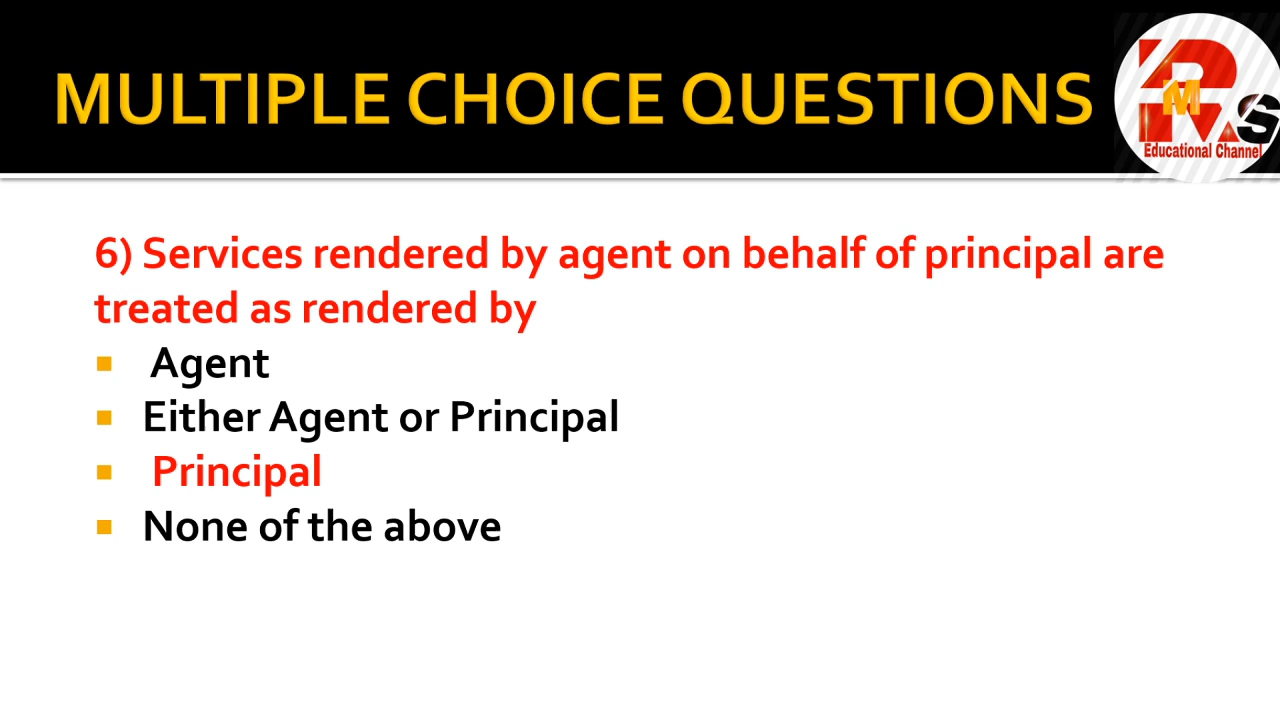 MULTIPLE CHOICE QUESTIONS
M
S
Educational Channel
6) Services rendered by agent on behalf of principal are
treated as rendered by
Agent
Either Agent or Principal
Principal
None of the above